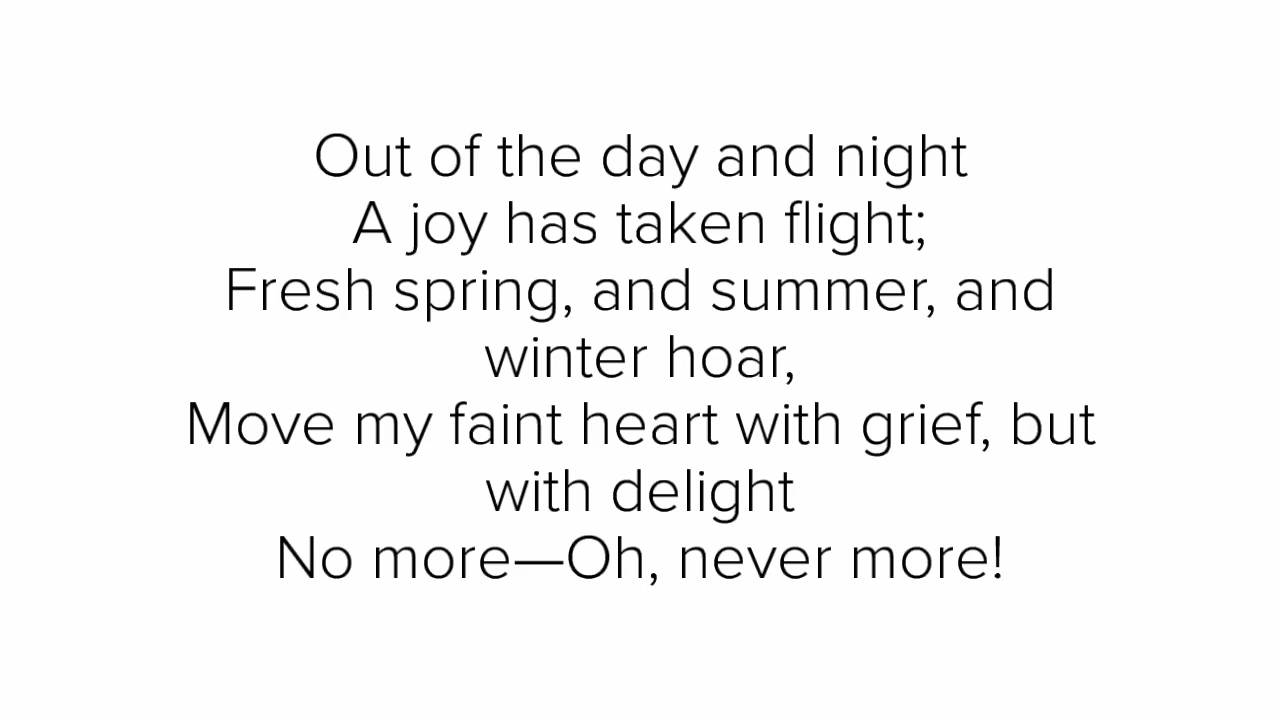 Out of the day and night
A joy has taken flight;
Fresh spring, and summer, and
winter hoar,
Move my faint heart with grief, but
with delight
No more—Oh, never more!